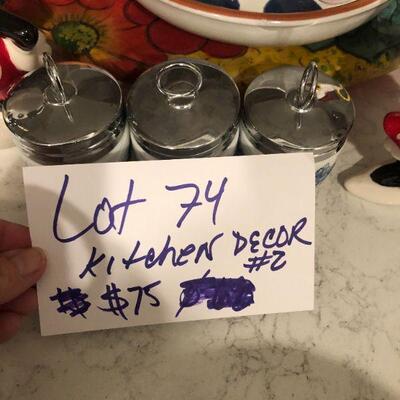 Lot 74
KitcHEN DECOR
#2
$75